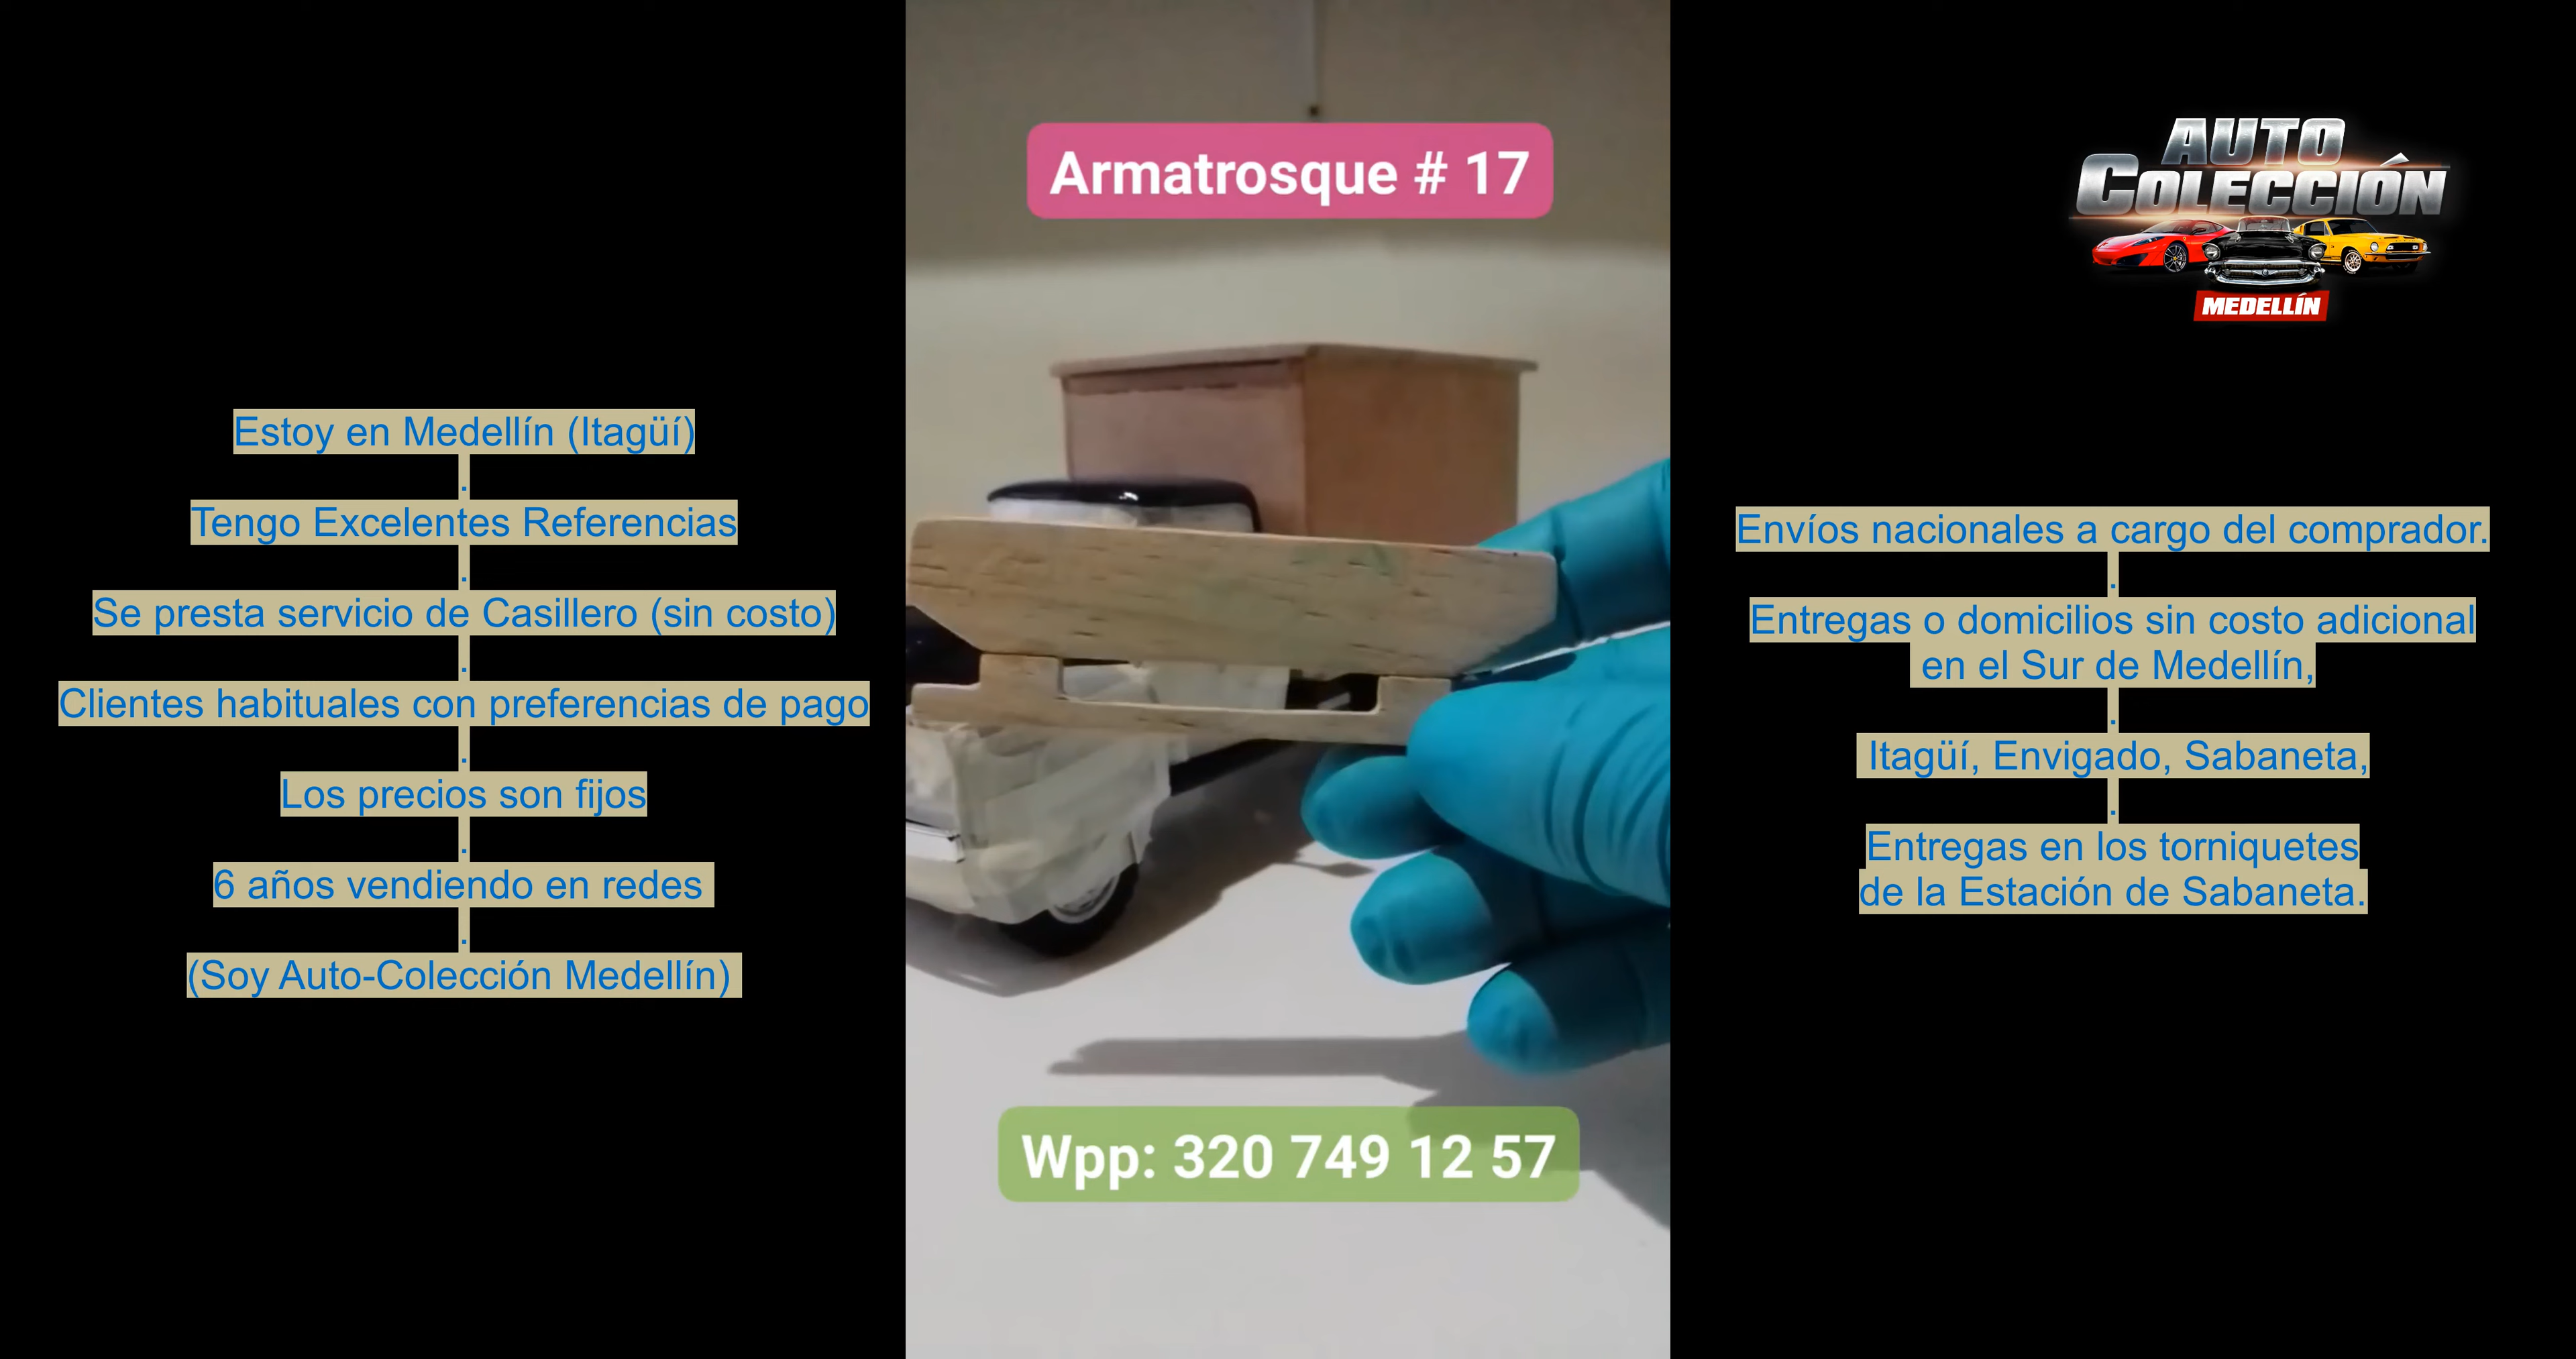 Estoy en Medellín (Itagüí)
.
Tengo Excelentes Referencias
.
Se presta servicio de Casillero (sin costo)
.
Clientes habituales con preferencias de pago
.
Los precios son fijos
.
6 años vendiendo en redes
.
(Soy Auto-Colección Medellín)
Armatrosque # 17
Wpp: 320 749 12 57
AUTO
COLECCIÓN
MEDELLÍN
Envíos nacionales a cargo del comprador.
.
Entregas o domicilios sin costo adicional
en el Sur de Medellín,
.
Itagüí, Envigado, Sabaneta,
.
Entregas en los torniquetes
de la Estación de Sabaneta.